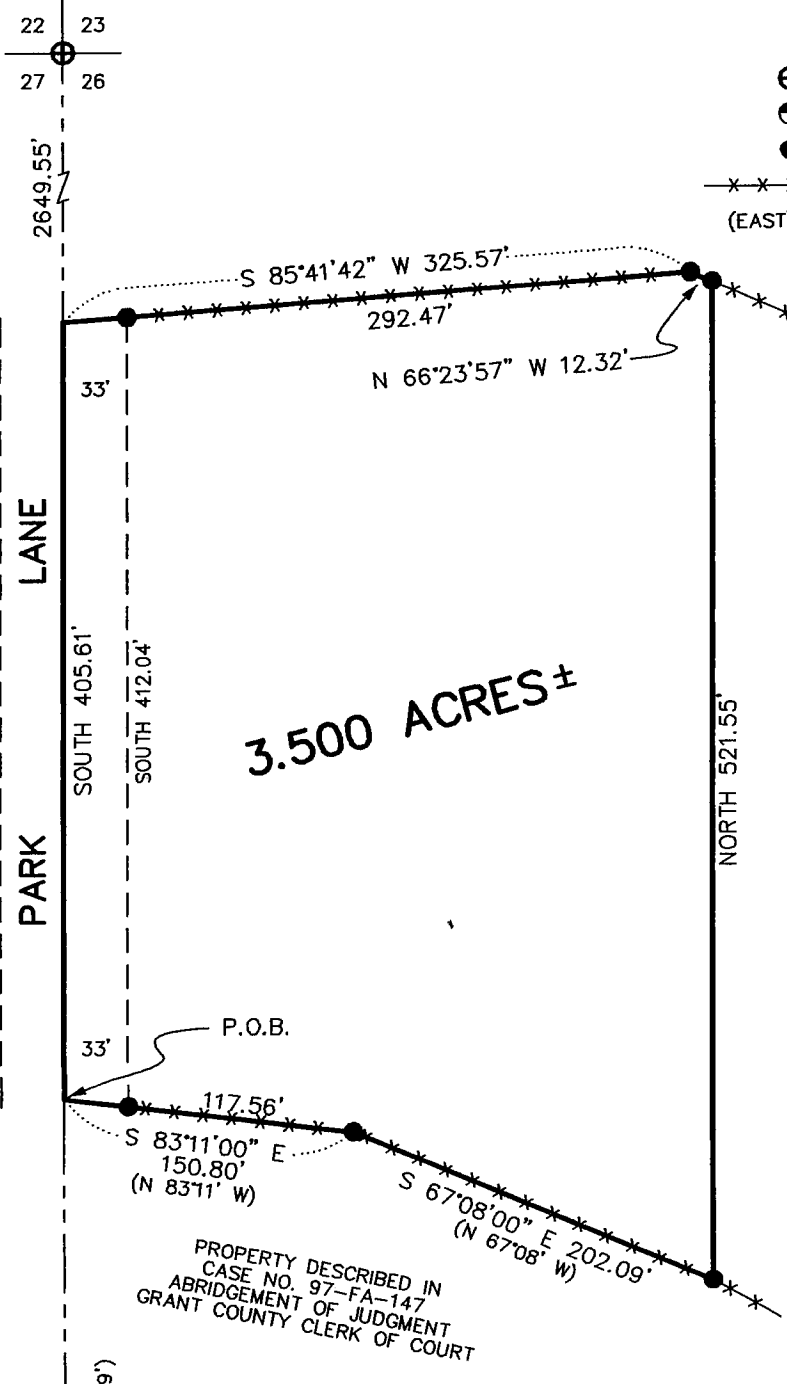 22 23
27 26
2649.55'
(EAST
S 85°41'42" W 325.57'
292.47'
N 66°23'57" W 12.32'
33'
PARK LANE
SOUTH 405.61'
SOUTH 412.04'
3.500 ACRES±
NORTH 521.55'
P.O.B.
33'
117.56'
S 83°11'00" E
150.80'
(N 83°11' W)
S 67°08'00" E 202.09'
(N 67°08' W)
PROPERTY DESCRIBED IN
CASE NO. 97-FA-147
ABRIDGEMENT OF JUDGMENT
GRANT COUNTY CLERK OF COURT